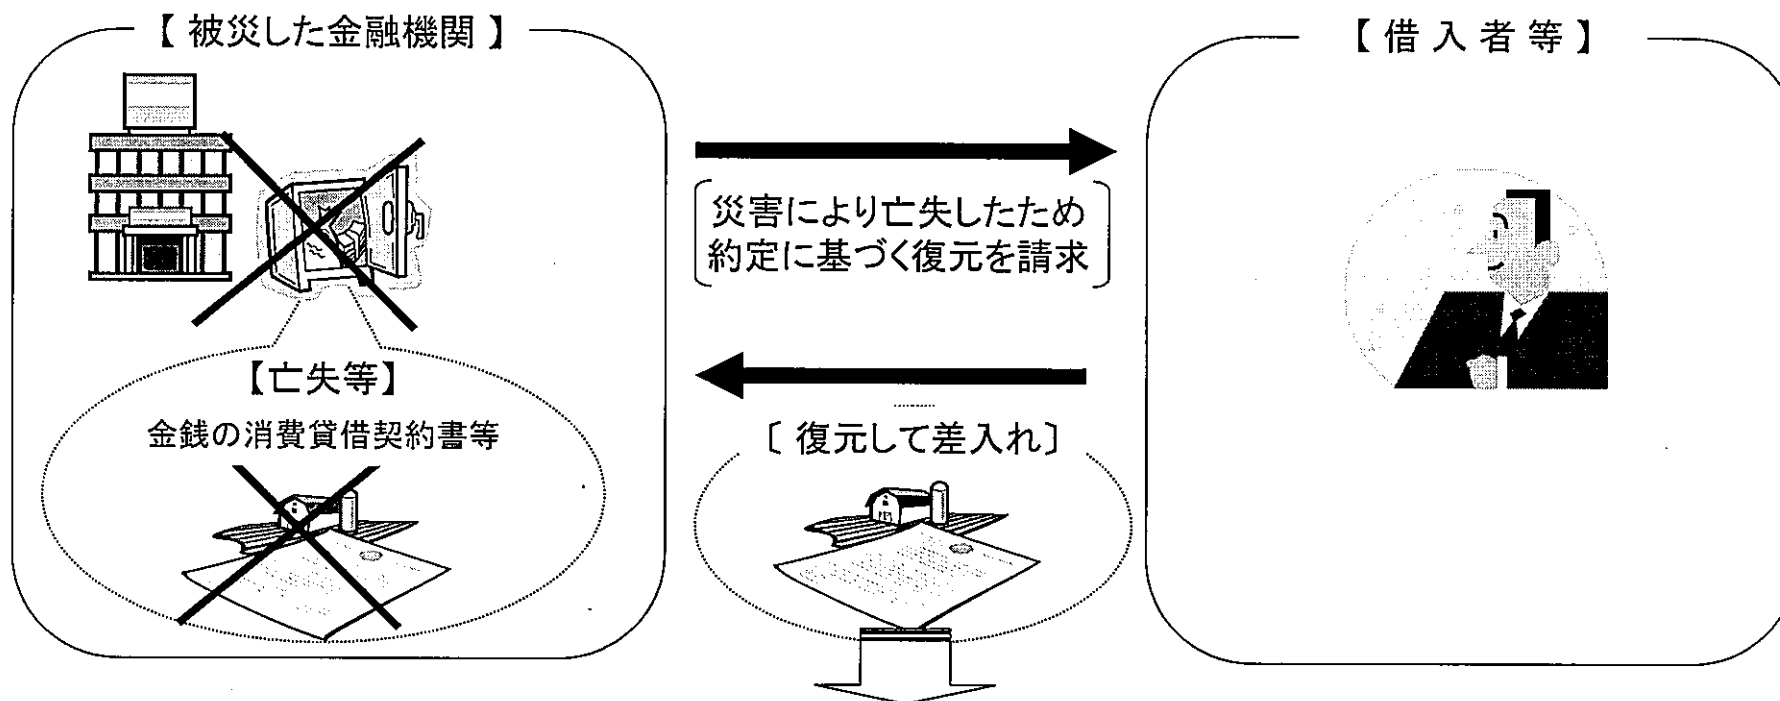 【 被災した金融機関 】
【 借 入 者 等 】
災害により亡失したため
約定に基づく復元を請求
【亡失等】
金銭の消費貸借契約書等
〔 復元して差入れ〕